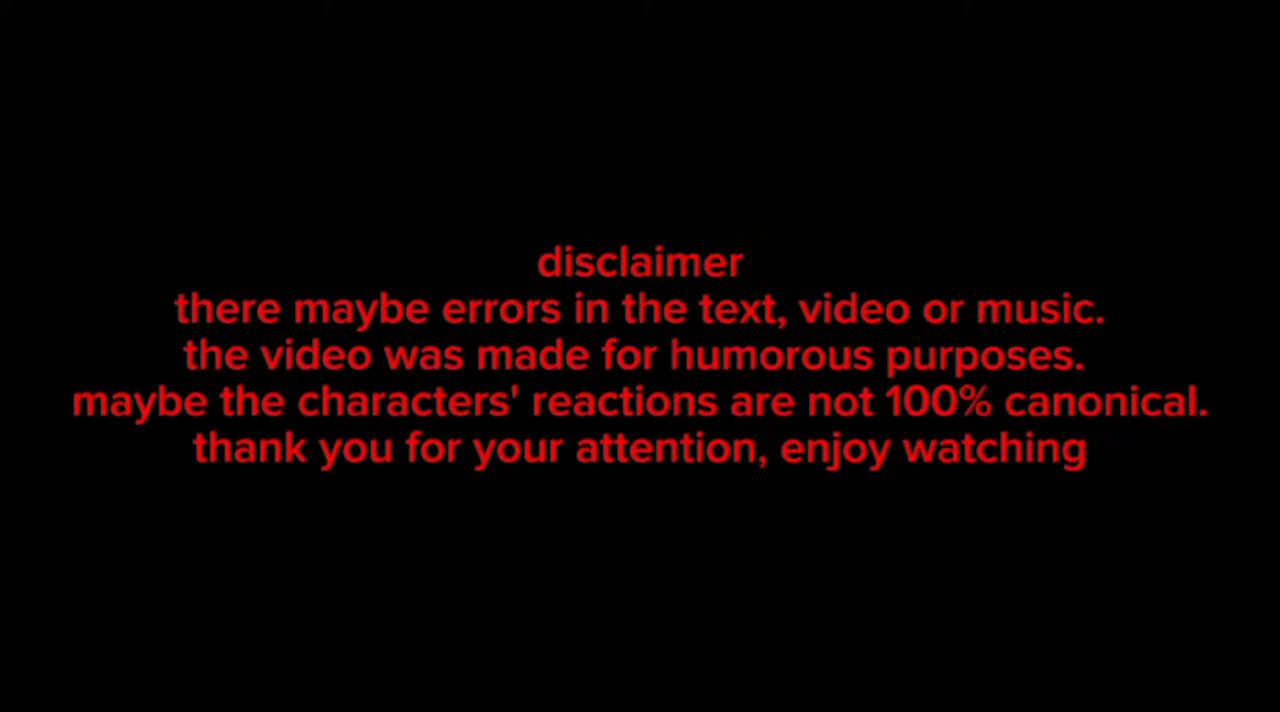 disclaimer
there maybe errors in the text, video or music.
the video was made for humorous purposes.
maybe the characters' reactions are not 100% canonical.
thank you for your attention, enjoy watching